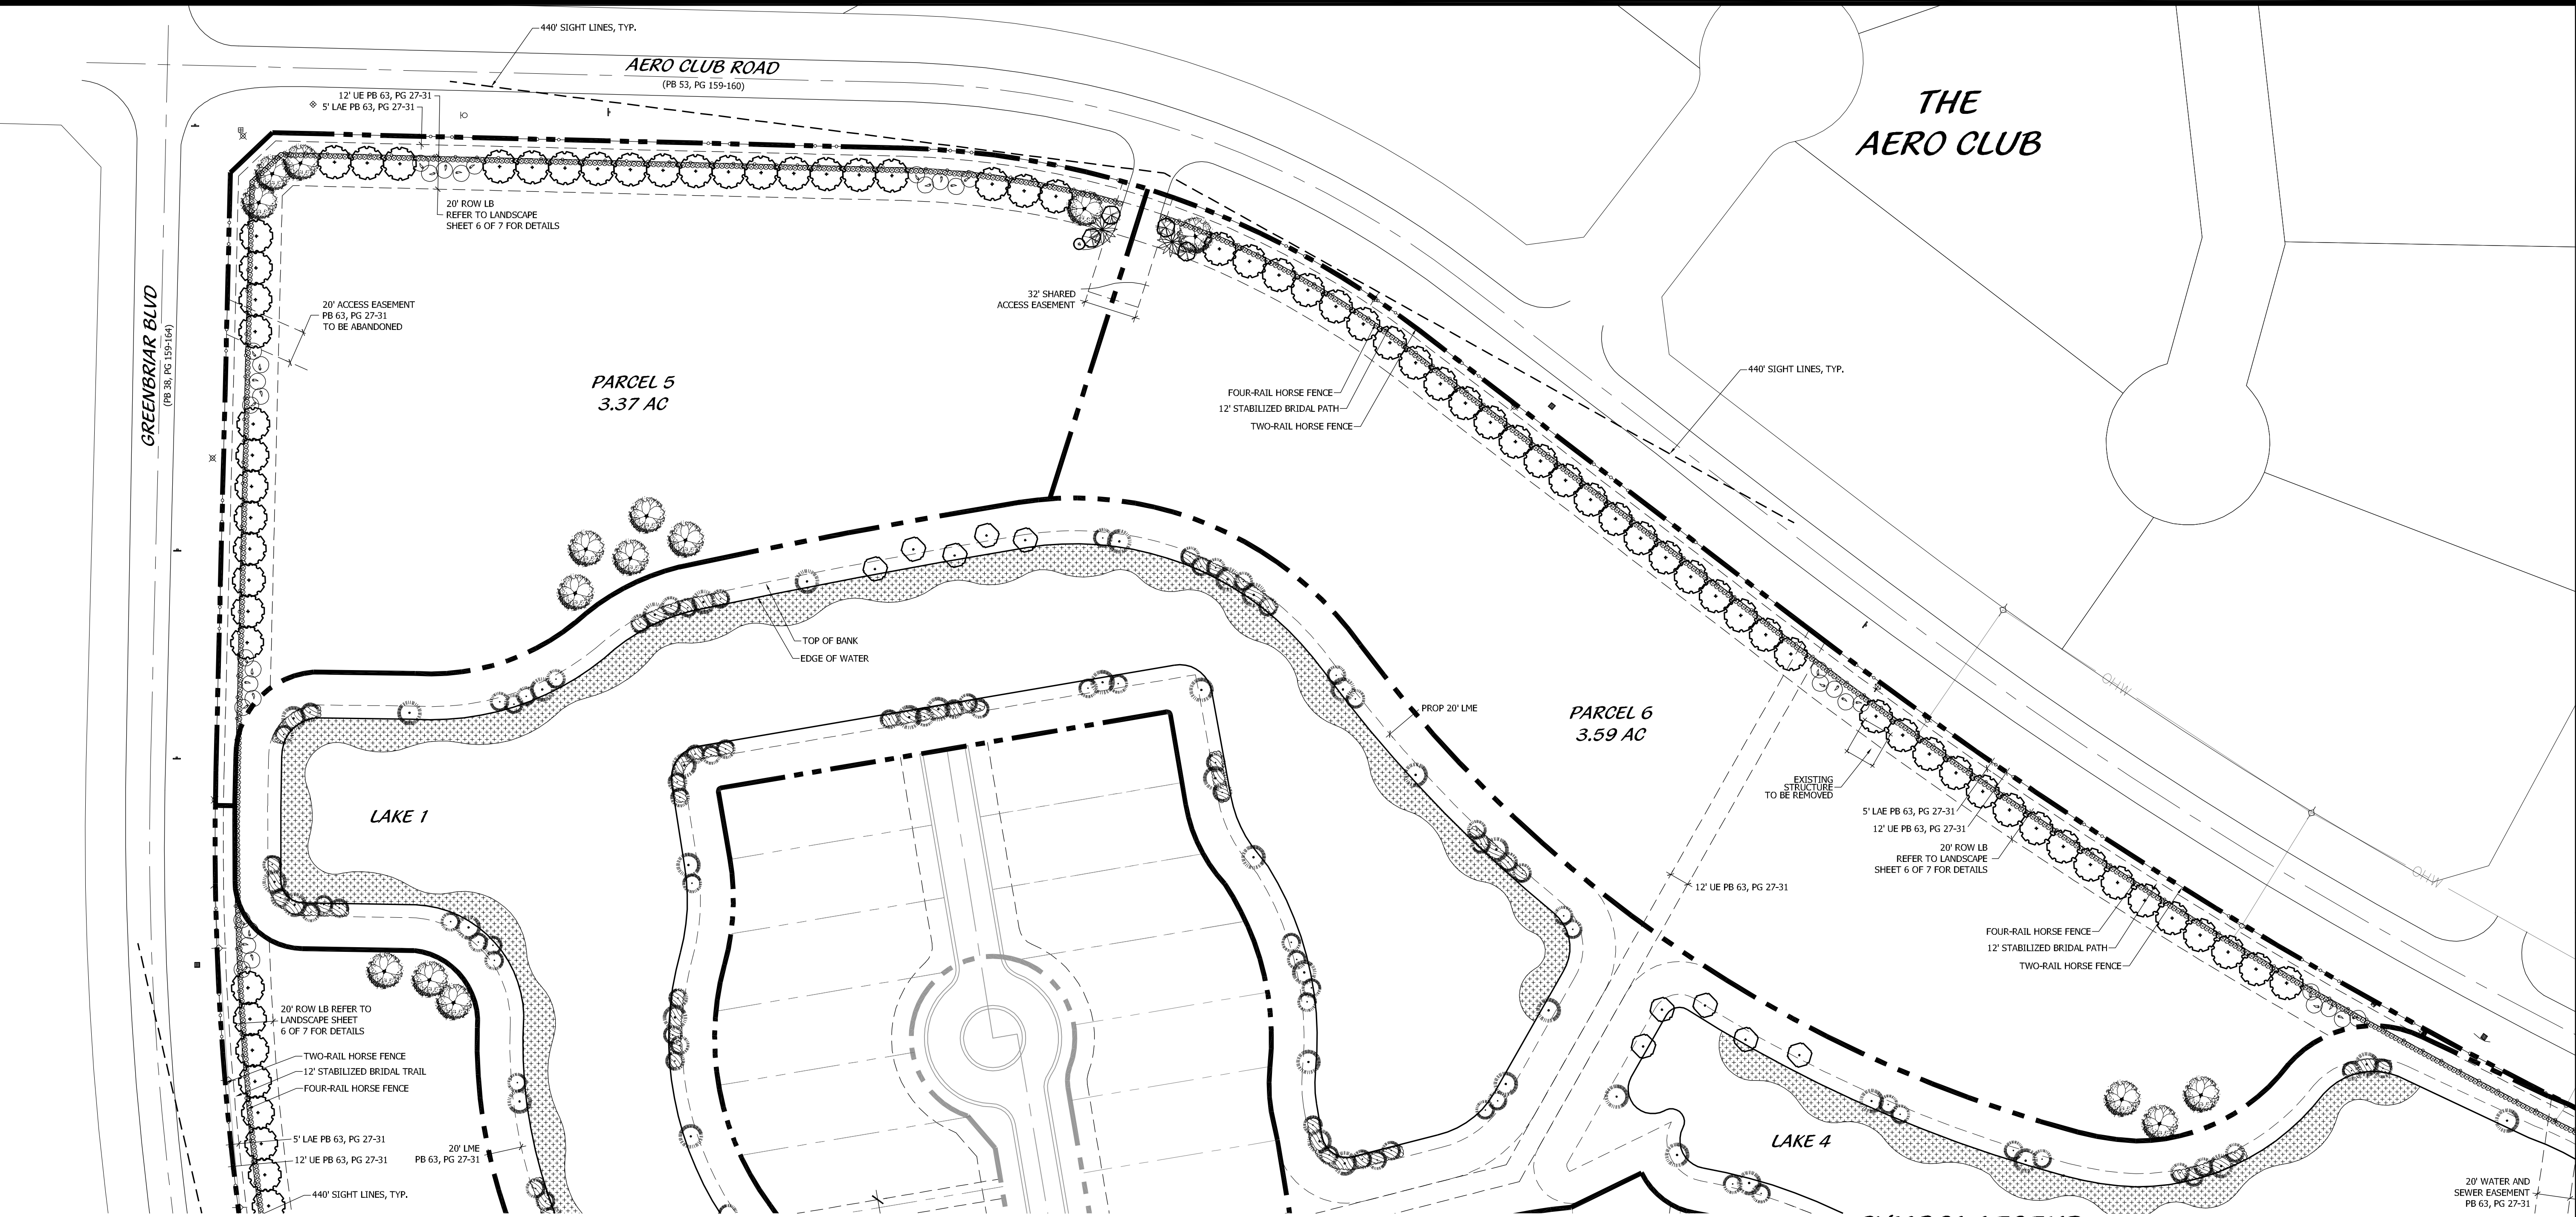 440' SIGHT LINES, TYP.
AERO CLUB ROAD
(PB 53, PG 159-160)
THE
AERO CLUB
12' UE PB 63, PG 27-31
5' LAE PB 63, PG 27-31
20' ROW LB
REFER TO LANDSCAPE
SHEET 6 OF 7 FOR DETAILS
GREENBRIAR BLVD
(PB 38, PG 159-164)
20' ACCESS EASEMENT
PB 63, PG 27-31
TO BE ABANDONED
32' SHARED
ACCESS EASEMENT
PARCEL 5
3.37 AC
FOUR-RAIL HORSE FENCE
12' STABILIZED BRIDAL PATH
TWO-RAIL HORSE FENCE
440' SIGHT LINES, TYP.
TOP OF BANK
EDGE OF WATER
OHW
PROP 20' LME
PARCEL 6
3.59 AC
EXISTING
STRUCTURE
TO BE REMOVED
LAKE 1
5' LAE PB 63, PG 27-31
12' UE PB 63, PG 27-31
20' ROW LB
REFER TO LANDSCAPE
SHEET 6 OF 7 FOR DETAILS
OHW
12' UE PB 63, PG 27-31
FOUR-RAIL HORSE FENCE
12' STABILIZED BRIDAL PATH
TWO-RAIL HORSE FENCE
20' ROW LB REFER TO
LANDSCAPE SHEET
6 OF 7 FOR DETAILS
TWO-RAIL HORSE FENCE
12' STABILIZED BRIDAL TRAIL
FOUR-RAIL HORSE FENCE
5' LAE PB 63, PG 27-31
12' UE PB 63, PG 27-31
20' LME
PB 63, PG 27-31
LAKE 4
440' SIGHT LINES, TYP.
20' WATER AND
SEWER EASEMENT
PB 63, PG 27-31